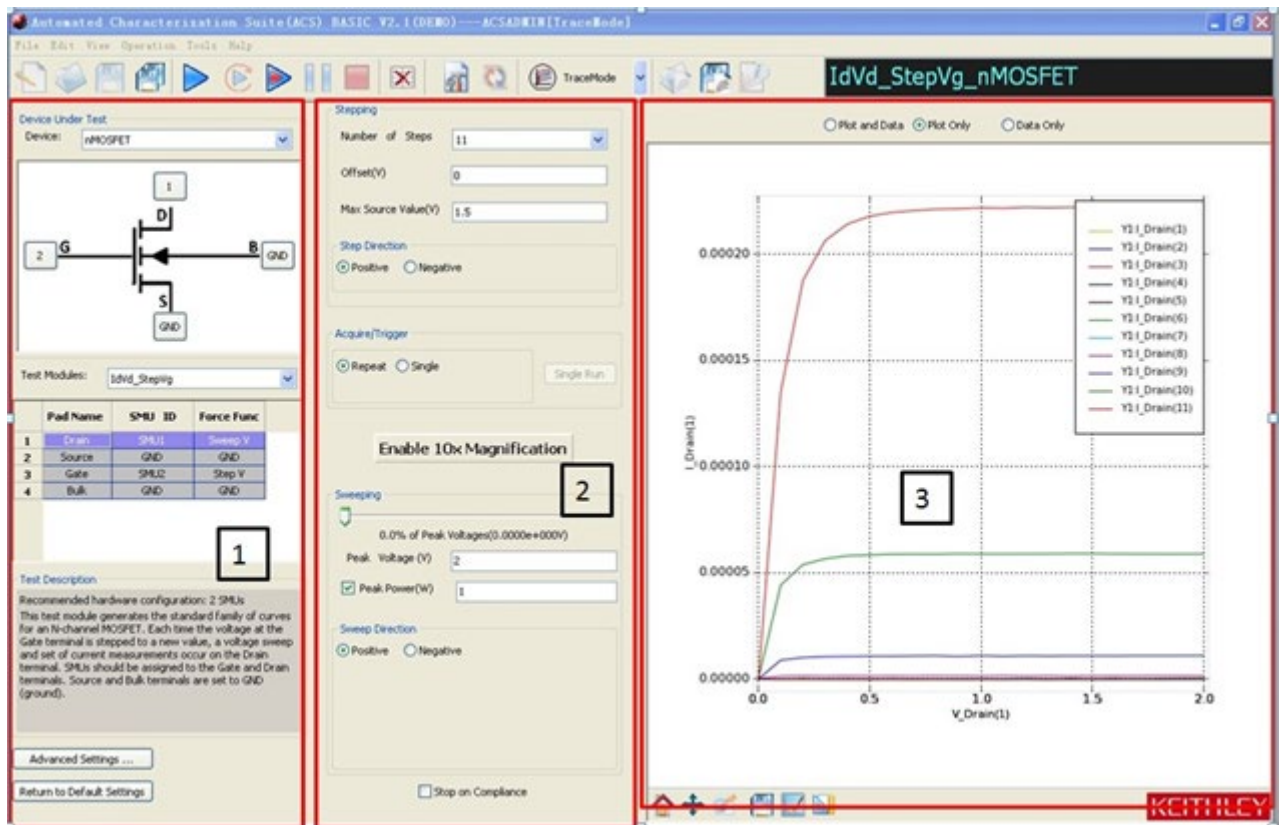 Automated Characterization Suite(ACS) BASIC V2.1(DEMO)---ACSADMIN[TraceMode]
File Edit View Operation Tools Help
TraceMode
IdVd_StepVg_nMOSFET
Device Under Test
Device: nMOSFET
1
D
2
G
B
GND
S
GND
Test Modules: IdVd_StepVg
Pad Name SMU ID Force Func
1 Drain SMU1 Sweep V
2 Source GND GND
3 Gate SMU2 Step V
4 Bulk GND GND
1
Test Description
Recommended hardware configuration: 2 SMUs
This test module generates the standard family of curves
for an N-channel MOSFET. Each time the voltage at the
Gate terminal is stepped to a new value, a voltage sweep
and set of current measurements occur on the Drain
terminal. SMUs should be assigned to the Gate and Drain
terminals. Source and Bulk terminals are set to GND
(ground).
Advanced Settings ...
Return to Default Settings
Stepping
Number of Steps 11
Offset(V) 0
Max Source Value(V) 1.5
Step Direction
Positive Negative
Acquire/Trigger
Repeat Single
Single Run
Enable 10x Magnification
2
Sweeping
0.0% of Peak Voltages(0.0000e+000V)
Peak Voltage (V) 2
Peak Power(W) 1
Sweep Direction
Positive Negative
Stop on Compliance
Plot and Data Plot Only Data Only
Y1:I_Drain(1)
Y1:I_Drain(2)
Y1:I_Drain(3)
Y1:I_Drain(4)
Y1:I_Drain(5)
Y1:I_Drain(6)
Y1:I_Drain(7)
Y1:I_Drain(8)
Y1:I_Drain(9)
Y1:I_Drain(10)
Y1:I_Drain(11)
0.00020
0.00015
0.00010
0.00005
0.00000
I_Drain(1)
3
0.0 0.5 1.0 1.5 2.0
V_Drain(1)
KEITHLEY